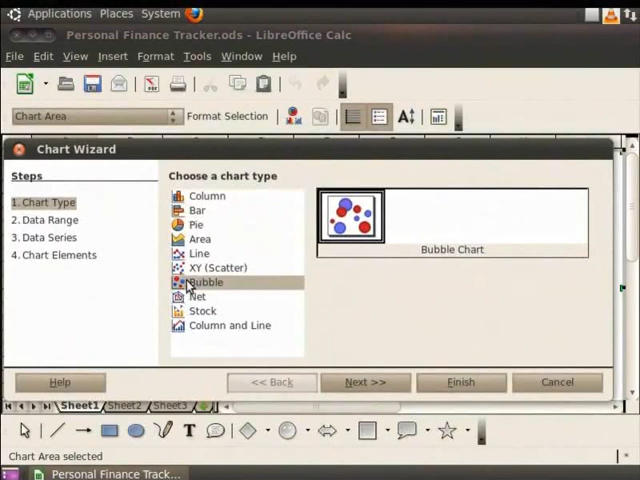 Applications Places System
Personal Finance Tracker.ods - LibreOffice Calc
File Edit View Insert Format Tools Window Help
Chart Area Format Selection
Chart Wizard
Steps
1. Chart Type
2. Data Range
3. Data Series
4. Chart Elements
Choose a chart type
Column
Bar
Pie
Area
Line
XY (Scatter)
Bubble
Net
Stock
Column and Line
Bubble Chart
Help << Back Next >> Finish Cancel
Sheet1 Sheet2 Sheet3
Chart Area selected
Personal Finance Track...